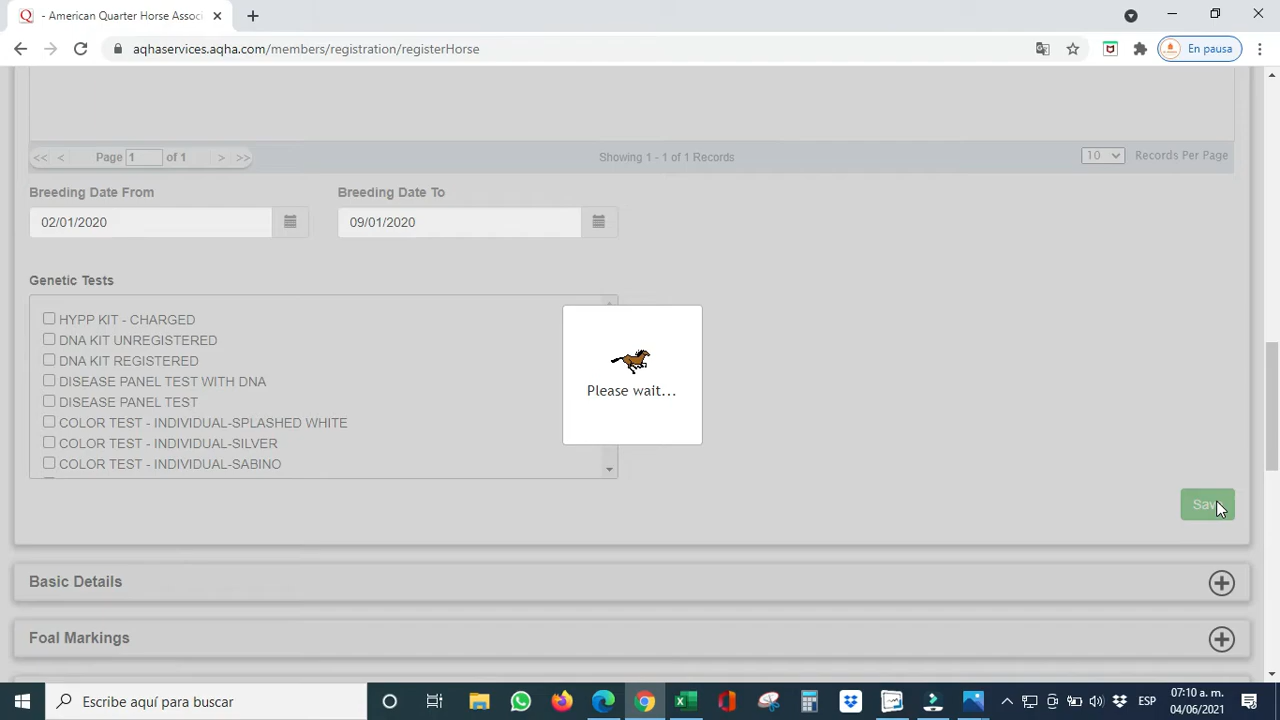 - American Quarter Horse Associ
aqhaservices.aqha.com/members/registration/registerHorse
En pausa
<< < Page 1 of 1 > >>
Showing 1 - 1 of 1 Records
10 Records Per Page
Breeding Date From
Breeding Date To
02/01/2020
09/01/2020
Genetic Tests
HYPP KIT - CHARGED
DNA KIT UNREGISTERED
DNA KIT REGISTERED
DISEASE PANEL TEST WITH DNA
DISEASE PANEL TEST
COLOR TEST - INDIVIDUAL-SPLASHED WHITE
COLOR TEST - INDIVIDUAL-SILVER
COLOR TEST - INDIVIDUAL-SABINO
Please wait...
Save
Basic Details
Foal Markings
Escribe aquí para buscar
ESP
07:10 a. m.
04/06/2021